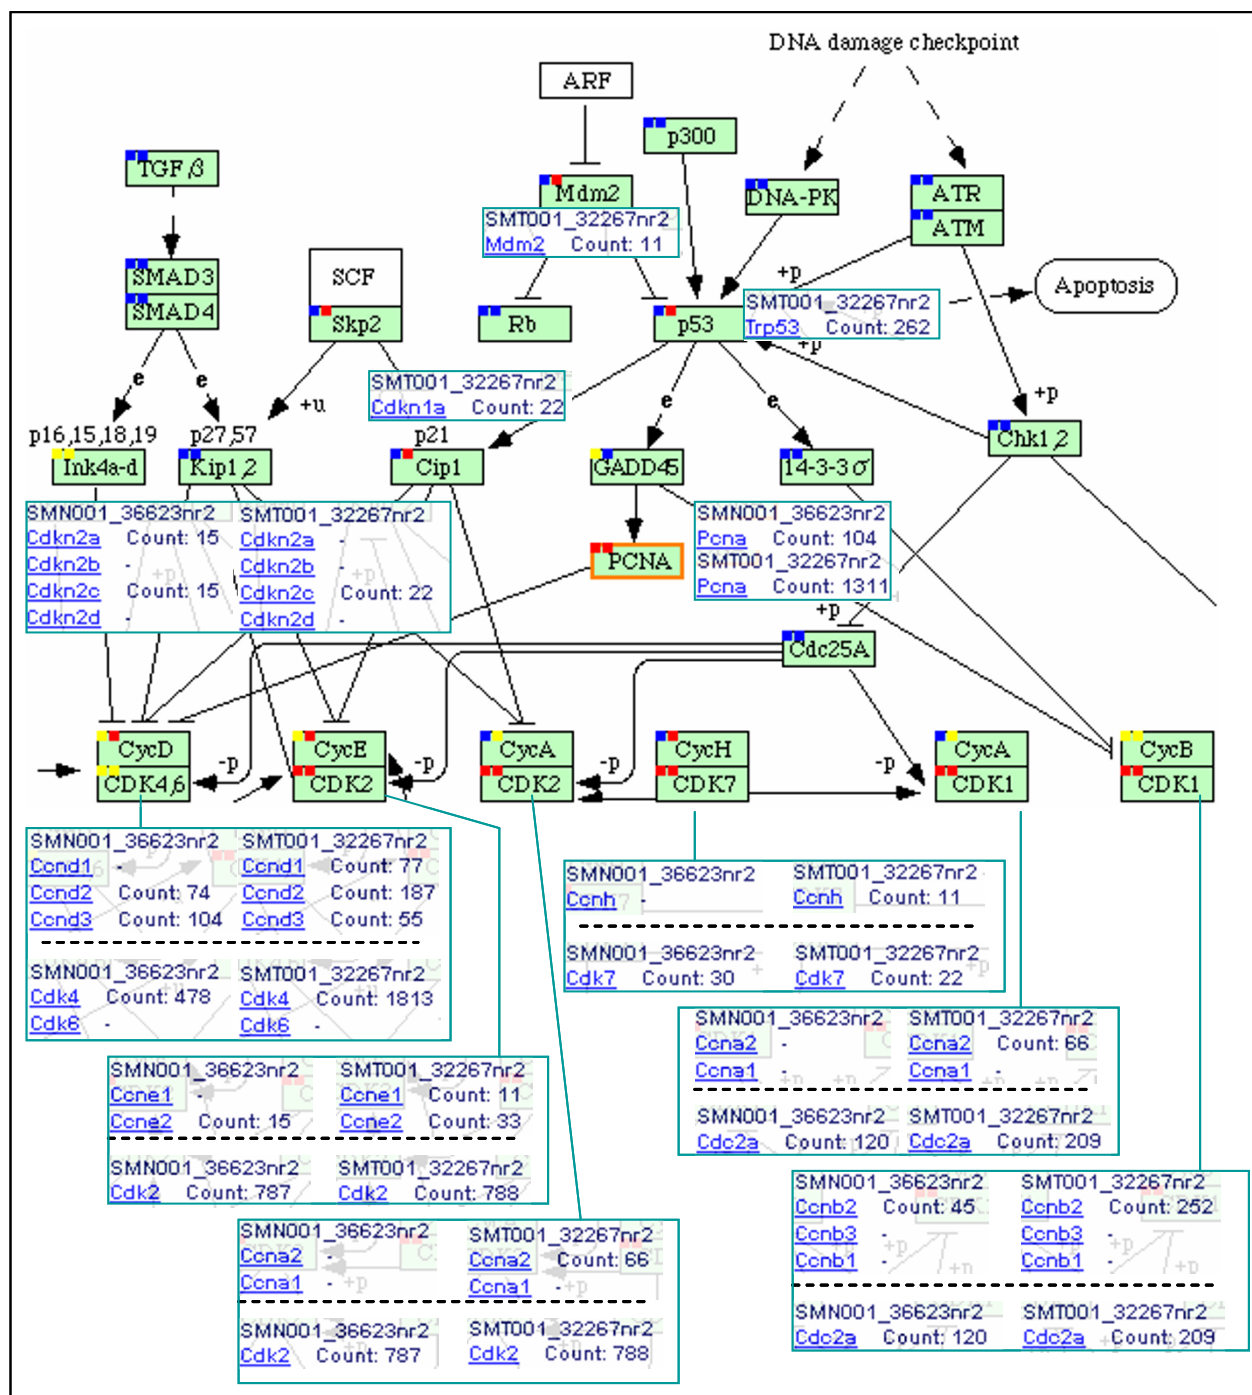 DNA damage checkpoint
ARF
p300
TGFβ
Mdm2
DNA-PK
ATR
ATM
SMT001_32267nr2
Mdm2 Count: 11
SMAD3
SMAD4
SCF
Skp2
Rb
p53
+p
SMT001_32267nr2
Trp53 Count: 262
+p
Apoptosis
e
e
+u
SMT001_32267nr2
Cdkn1a Count: 22
e
e
+p
p16,15,18,19
p27,57
p21
Ink4a-d
Kip1,2
Cip1
GADD45
14-3-3σ
Chk1,2
SMN001_36623nr2
Cdkn2a Count: 15
Cdkn2b -
Cdkn2c Count: 15
Cdkn2d -
SMT001_32267nr2
Cdkn2a -
Cdkn2b -
Cdkn2c Count: 22
Cdkn2d -
+p
+p
PCNA
SMN001_36623nr2
Pcna Count: 104
SMT001_32267nr2
Pcna Count: 1311
+p
Cdc25A
CycD
CDK4,6
-p
CycE
CDK2
-p
CycA
CDK2
-p
CycH
CDK7
-p
CycA
CDK1
CycB
CDK1
SMN001_36623nr2
Ccnd1 -
Ccnd2 Count: 74
Ccnd3 Count: 104
SMT001_32267nr2
Ccnd1 Count: 77
Ccnd2 Count: 187
Ccnd3 Count: 55
SMN001_36623nr2
Cdk4 Count: 478
Cdk6 -
SMT001_32267nr2
Cdk4 Count: 1813
Cdk6 -
SMN001_36623nr2
Ccnh -
SMT001_32267nr2
Ccnh Count: 11
SMN001_36623nr2
Cdk7 Count: 30
SMT001_32267nr2
Cdk7 Count: 22
SMN001_36623nr2
Ccna2 -
Ccna1 -
SMT001_32267nr2
Ccna2 Count: 66
Ccna1 -
SMN001_36623nr2
Cdc2a Count: 120
SMT001_32267nr2
Cdc2a Count: 209
SMN001_36623nr2
Ccne1 -
Ccne2 Count: 15
SMT001_32267nr2
Ccne1 Count: 11
Ccne2 Count: 33
SMN001_36623nr2
Cdk2 Count: 787
SMT001_32267nr2
Cdk2 Count: 788
SMN001_36623nr2
Ccnb2 Count: 45
Ccnb3 -
Ccnb1 -
SMT001_32267nr2
Ccnb2 Count: 252
Ccnb3 -
Ccnb1 -
SMN001_36623nr2
Cdc2a Count: 120
SMT001_32267nr2
Cdc2a Count: 209
SMN001_36623nr2
Ccna2 -
Ccna1 -
SMT001_32267nr2
Ccna2 Count: 66
Ccna1 -
SMN001_36623nr2
Cdk2 Count: 787
SMT001_32267nr2
Cdk2 Count: 788